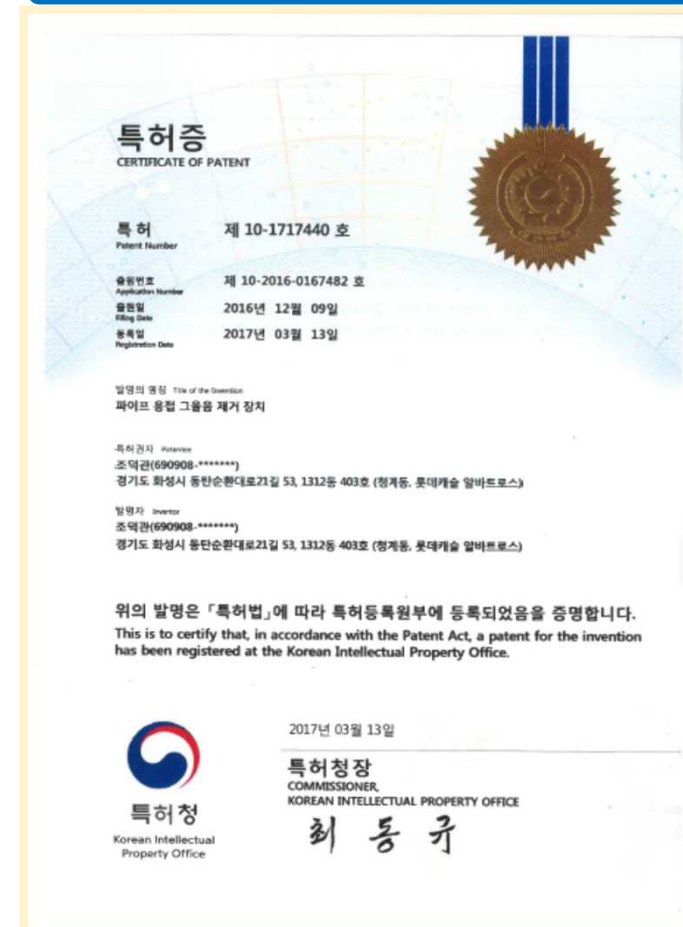 특허증
CERTIFICATE OF PATENT
특 허 제 10-1717440 호
Patent Number
출원번호 제 10-2016-0167482 호
Application Number
출원일 2016년 12월 09일
Filing Date
등록일 2017년 03월 13일
Registration Date
발명의 명칭 Title of the Invention
파이프 용접 그을음 제거 장치
특허권자 Patentee
조덕관(690908-*******)
경기도 화성시 동탄순환대로21길 53, 1312동 403호 (청계동, 롯데캐슬 알바트로스)
발명자 Inventor
조덕관(690908-*******)
경기도 화성시 동탄순환대로21길 53, 1312동 403호 (청계동, 롯데캐슬 알바트로스)
위의 발명은 「특허법」에 따라 특허등록원부에 등록되었음을 증명합니다.
This is to certify that, in accordance with the Patent Act, a patent for the invention
has been registered at the Korean Intellectual Property Office.
2017년 03월 13일
특허청장
COMMISSIONER,
KOREAN INTELLECTUAL PROPERTY OFFICE
최 동 규
특허청
Korean Intellectual
Property Office